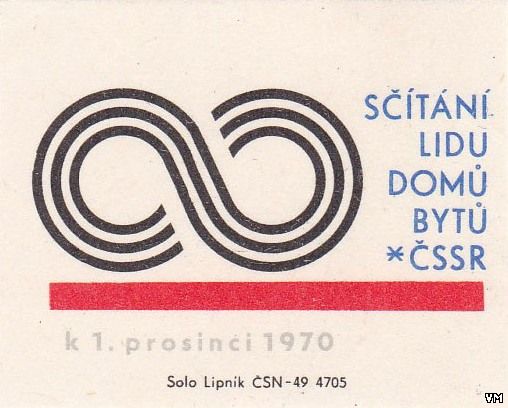 SČÍTÁNÍ
LIDU
DOMŮ
BYTŮ
*ČSSR
k 1. prosinci 1970
Solo Lipník ČSN-49 4705
VM